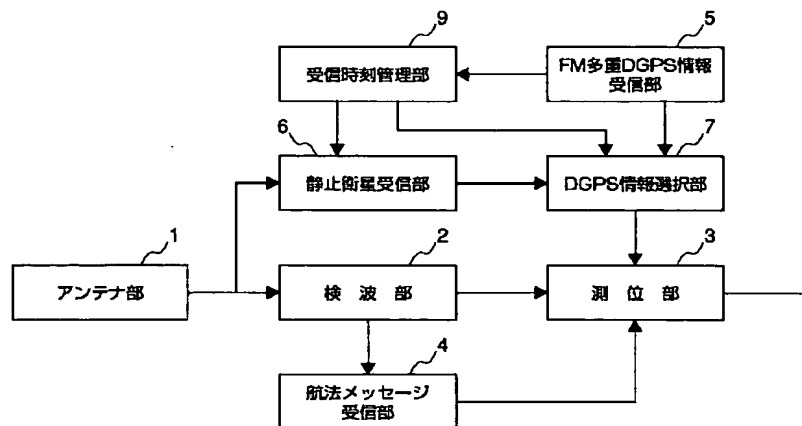 9
受信時刻管理部
5
FM多重DGPS情報
受信部
6
静止衛星受信部
7
DGPS情報選択部
1
アンテナ部
2
検波部
3
測位部
4
航法メッセージ
受信部